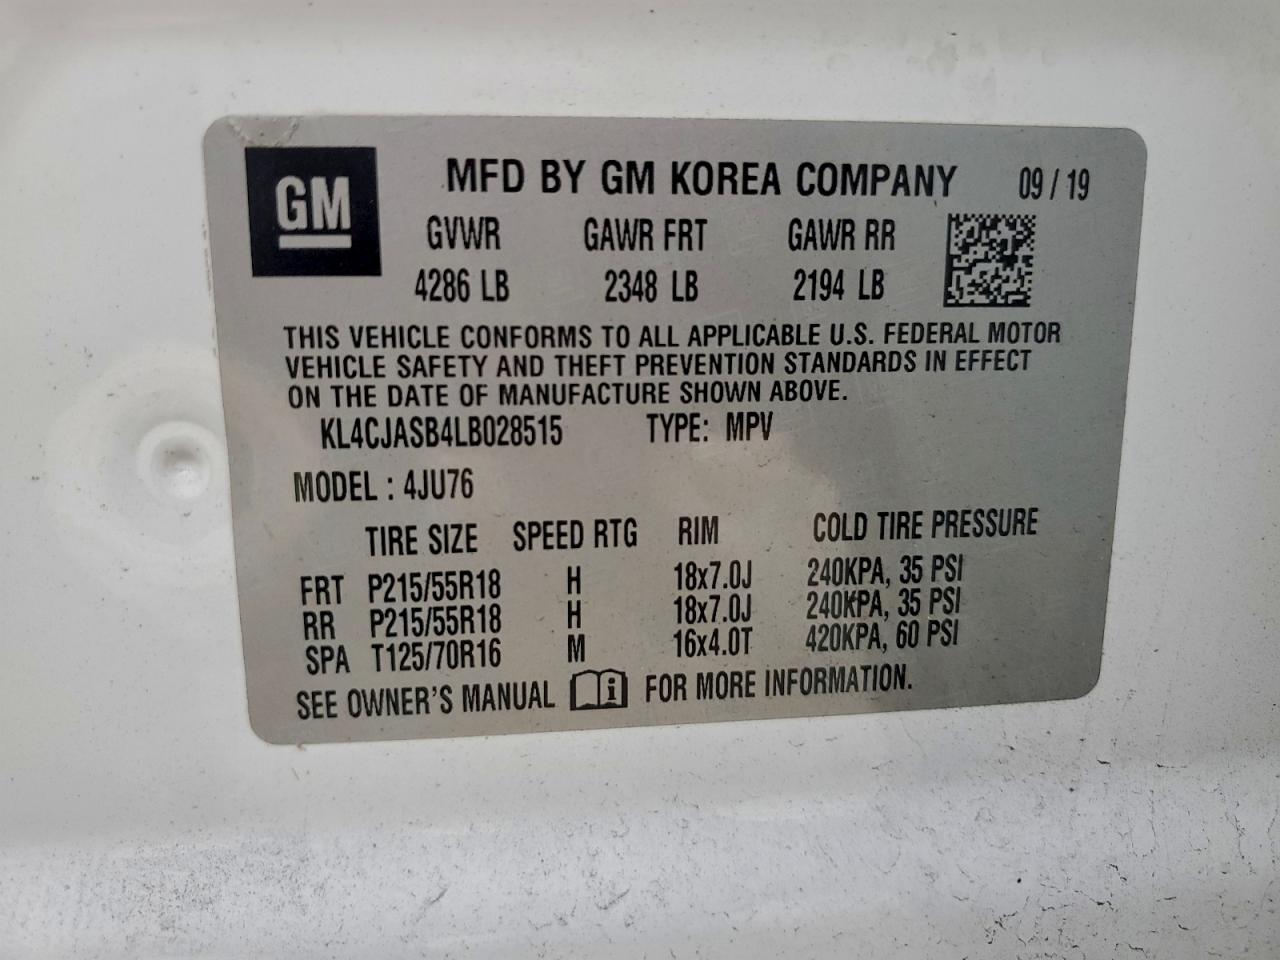 GM
MFD BY GM KOREA COMPANY 09 / 19
GVWR GAWR FRT GAWR RR
4286 LB 2348 LB 2194 LB
THIS VEHICLE CONFORMS TO ALL APPLICABLE U.S. FEDERAL MOTOR
VEHICLE SAFETY AND THEFT PREVENTION STANDARDS IN EFFECT
ON THE DATE OF MANUFACTURE SHOWN ABOVE.
KL4CJASB4LB028515 TYPE: MPV
MODEL : 4JU76
TIRE SIZE SPEED RTG RIM COLD TIRE PRESSURE
FRT P215/55R18 H 18x7.0J 240KPA, 35 PSI
RR P215/55R18 H 18x7.0J 240KPA, 35 PSI
SPA T125/70R16 M 16x4.0T 420KPA, 60 PSI
SEE OWNER'S MANUAL i FOR MORE INFORMATION.